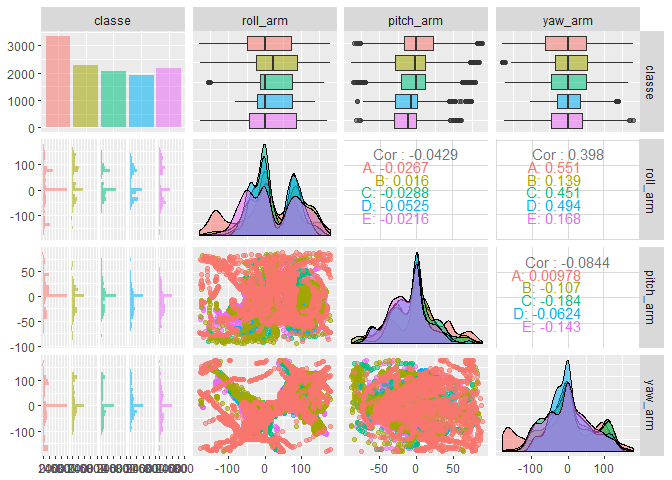 classe roll_arm pitch_arm yaw_arm
3000
2000
1000
0
classe
100
0
-100
Cor : -0.0429
A: -0.0267
B: 0.016
C: -0.288
D: -0.0525
E: -0.0216
Cor : 0.398
A: 0.551
B: 0.139
C: 0.451
D: 0.494
E: 0.168
roll_arm
50
0
-50
-100
Cor : -0.0844
A: 0.00978
B: -0.107
C: -0.184
D: -0.0624
E: -0.143
pitch_arm
100
0
-100
yaw_arm
-100 0 100 -50 0 50 -100 0 100